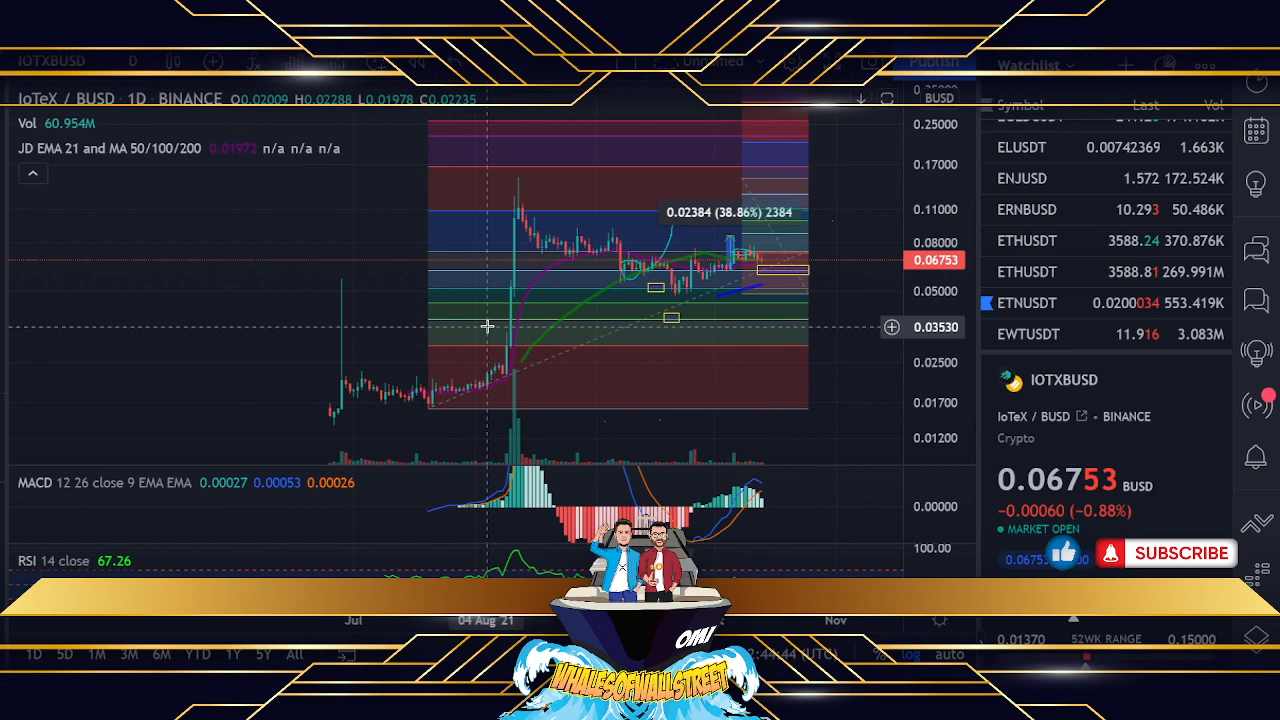 IOTXBUSD D Unnamed Publish Watchlist
IoTeX / BUSD · 1D · BINANCE O0.02009 H0.02288 L0.01978 C0.02235
BUSD
Symbol Last Vol
Vol 60.954M
JD EMA 21 and MA 50/100/200 0.01972 n/a n/a n/a
0.25000
0.17000
0.11000
0.08000
0.06753
0.05000
0.03530
0.02500
0.01700
0.01200
0.02384 (38.86%) 2384
ELUSDT 0.00742369 1.663K
ENJUSD 1.572 172.524K
ERNBUSD 10.293 50.486K
ETHUSDT 3588.24 370.876K
ETHUSDT 3588.81 269.991M
ETNUSDT 0.0200034 553.419K
EWTUSDT 11.916 3.083M
IOTXBUSD
IoTeX / BUSD - BINANCE
Crypto
0.06753 BUSD
−0.00060 (−0.88%)
MARKET OPEN
SUBSCRIBE
MACD 12 26 close 9 EMA EMA 0.00027 0.00053 0.00026
0.00000
RSI 14 close 67.26
100.00
Jul 04 Aug '21 Nov
OMI
WHALESOFWALLSTREET
1D 5D 1M 3M 6M YTD 1Y 5Y All
2:44:44 (UTC) % log auto
0.01370 52WK RANGE 0.15000